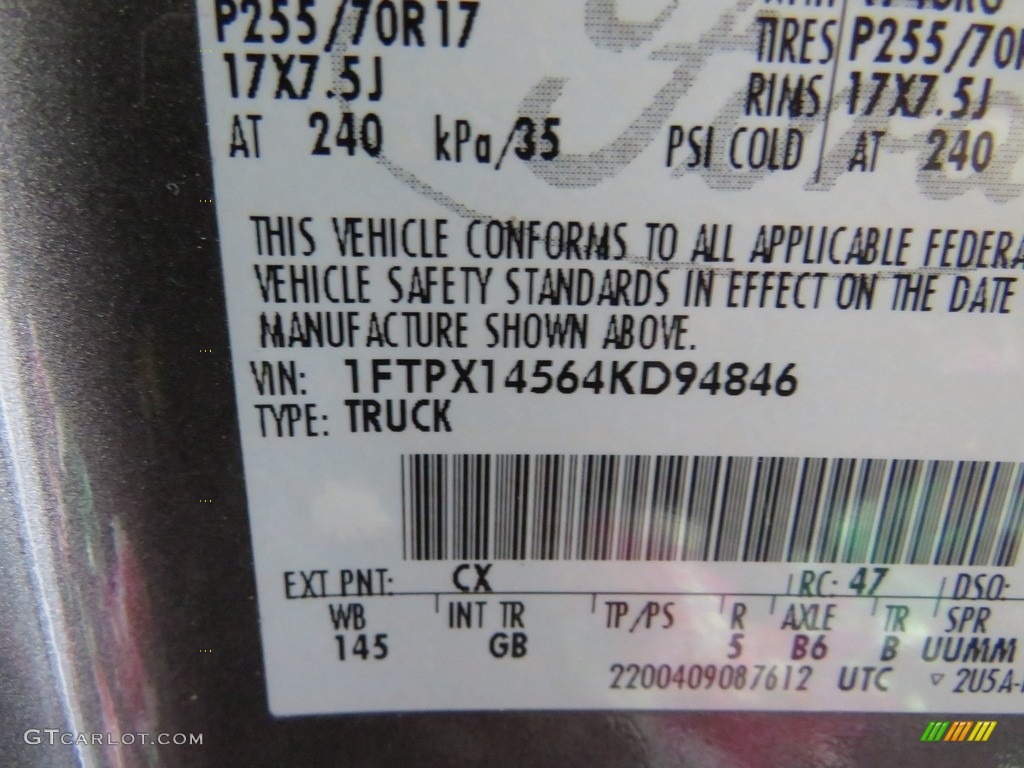 P255/70R17 TIRES P255/70R
17X7.5J RIMS 17X7.5J
AT 240 kPa/35 PSI COLD AT 240
THIS VEHICLE CONFORMS TO ALL APPLICABLE FEDERA
VEHICLE SAFETY STANDARDS IN EFFECT ON THE DATE
MANUFACTURE SHOWN ABOVE.
VIN: 1FTPX14564KD94846
TYPE: TRUCK
EXT PNT: CX RC: 47 DSO:
WB INT TR TP/PS R AXLE TR SPR
145 GB 5 B6 B UUMM
2200409087612 UTC ▿ 2U5A-
GTCARLOT.COM